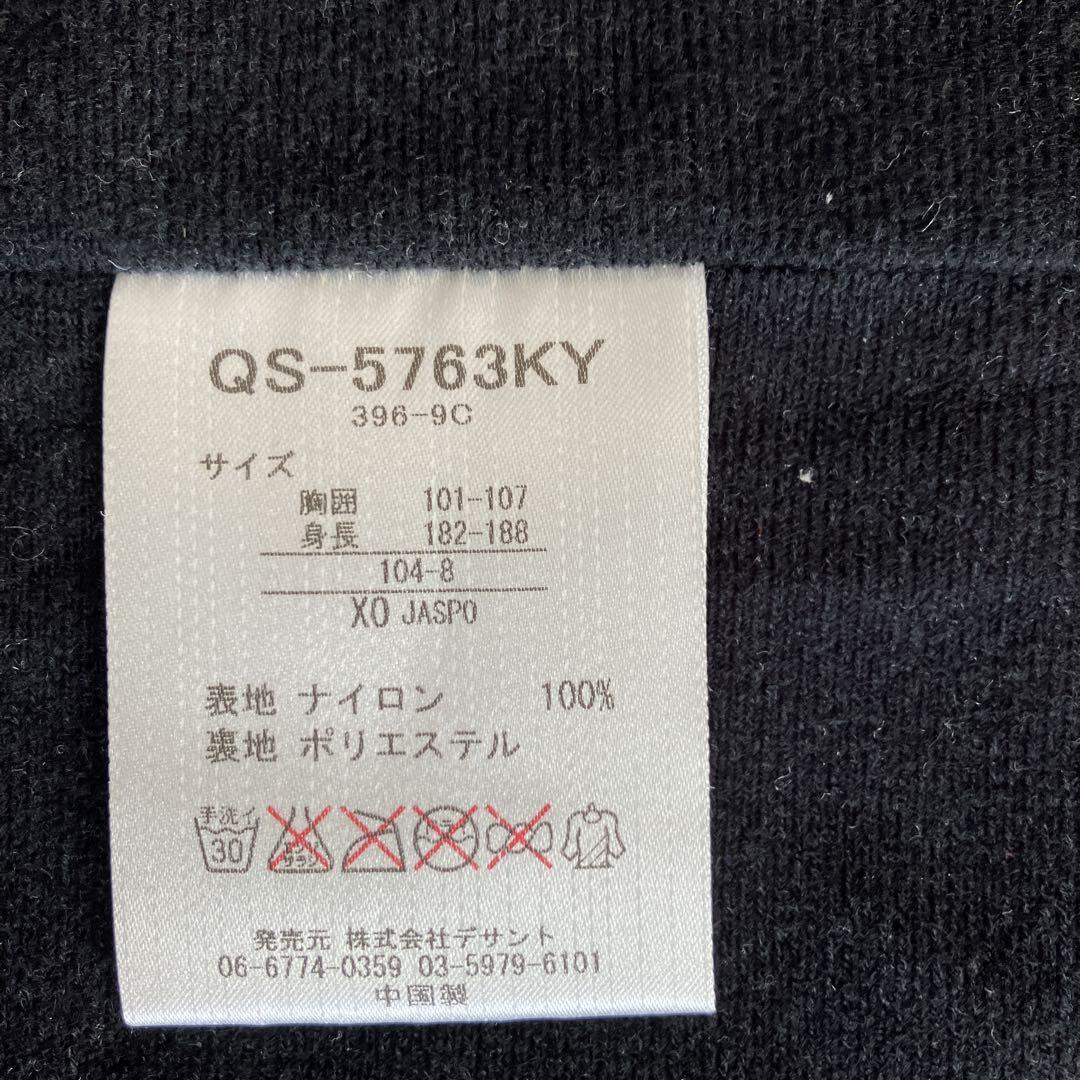 QS-5763KY
396-9C
サイズ
胸囲 101-107
身長 182-188
104-8
XO JASPO
表地 ナイロン 100%
裏地 ポリエステル
手洗イ
30
発売元 株式会社デサント
06-6774-0359 03-5979-6101
中国製